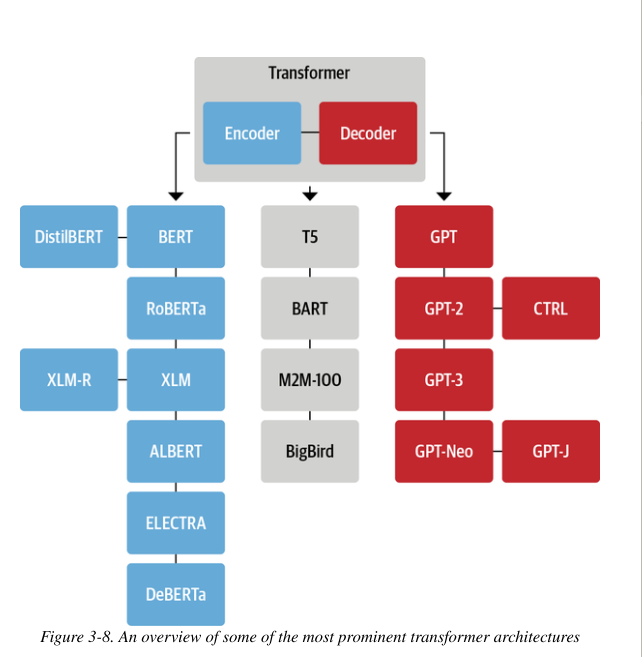 Transformer
Encoder
Decoder
DistilBERT
BERT
T5
GPT
RoBERTa
BART
GPT-2
CTRL
XLM-R
XLM
M2M-100
GPT-3
ALBERT
BigBird
GPT-Neo
GPT-J
ELECTRA
DeBERTa
Figure 3-8. An overview of some of the most prominent transformer architectures